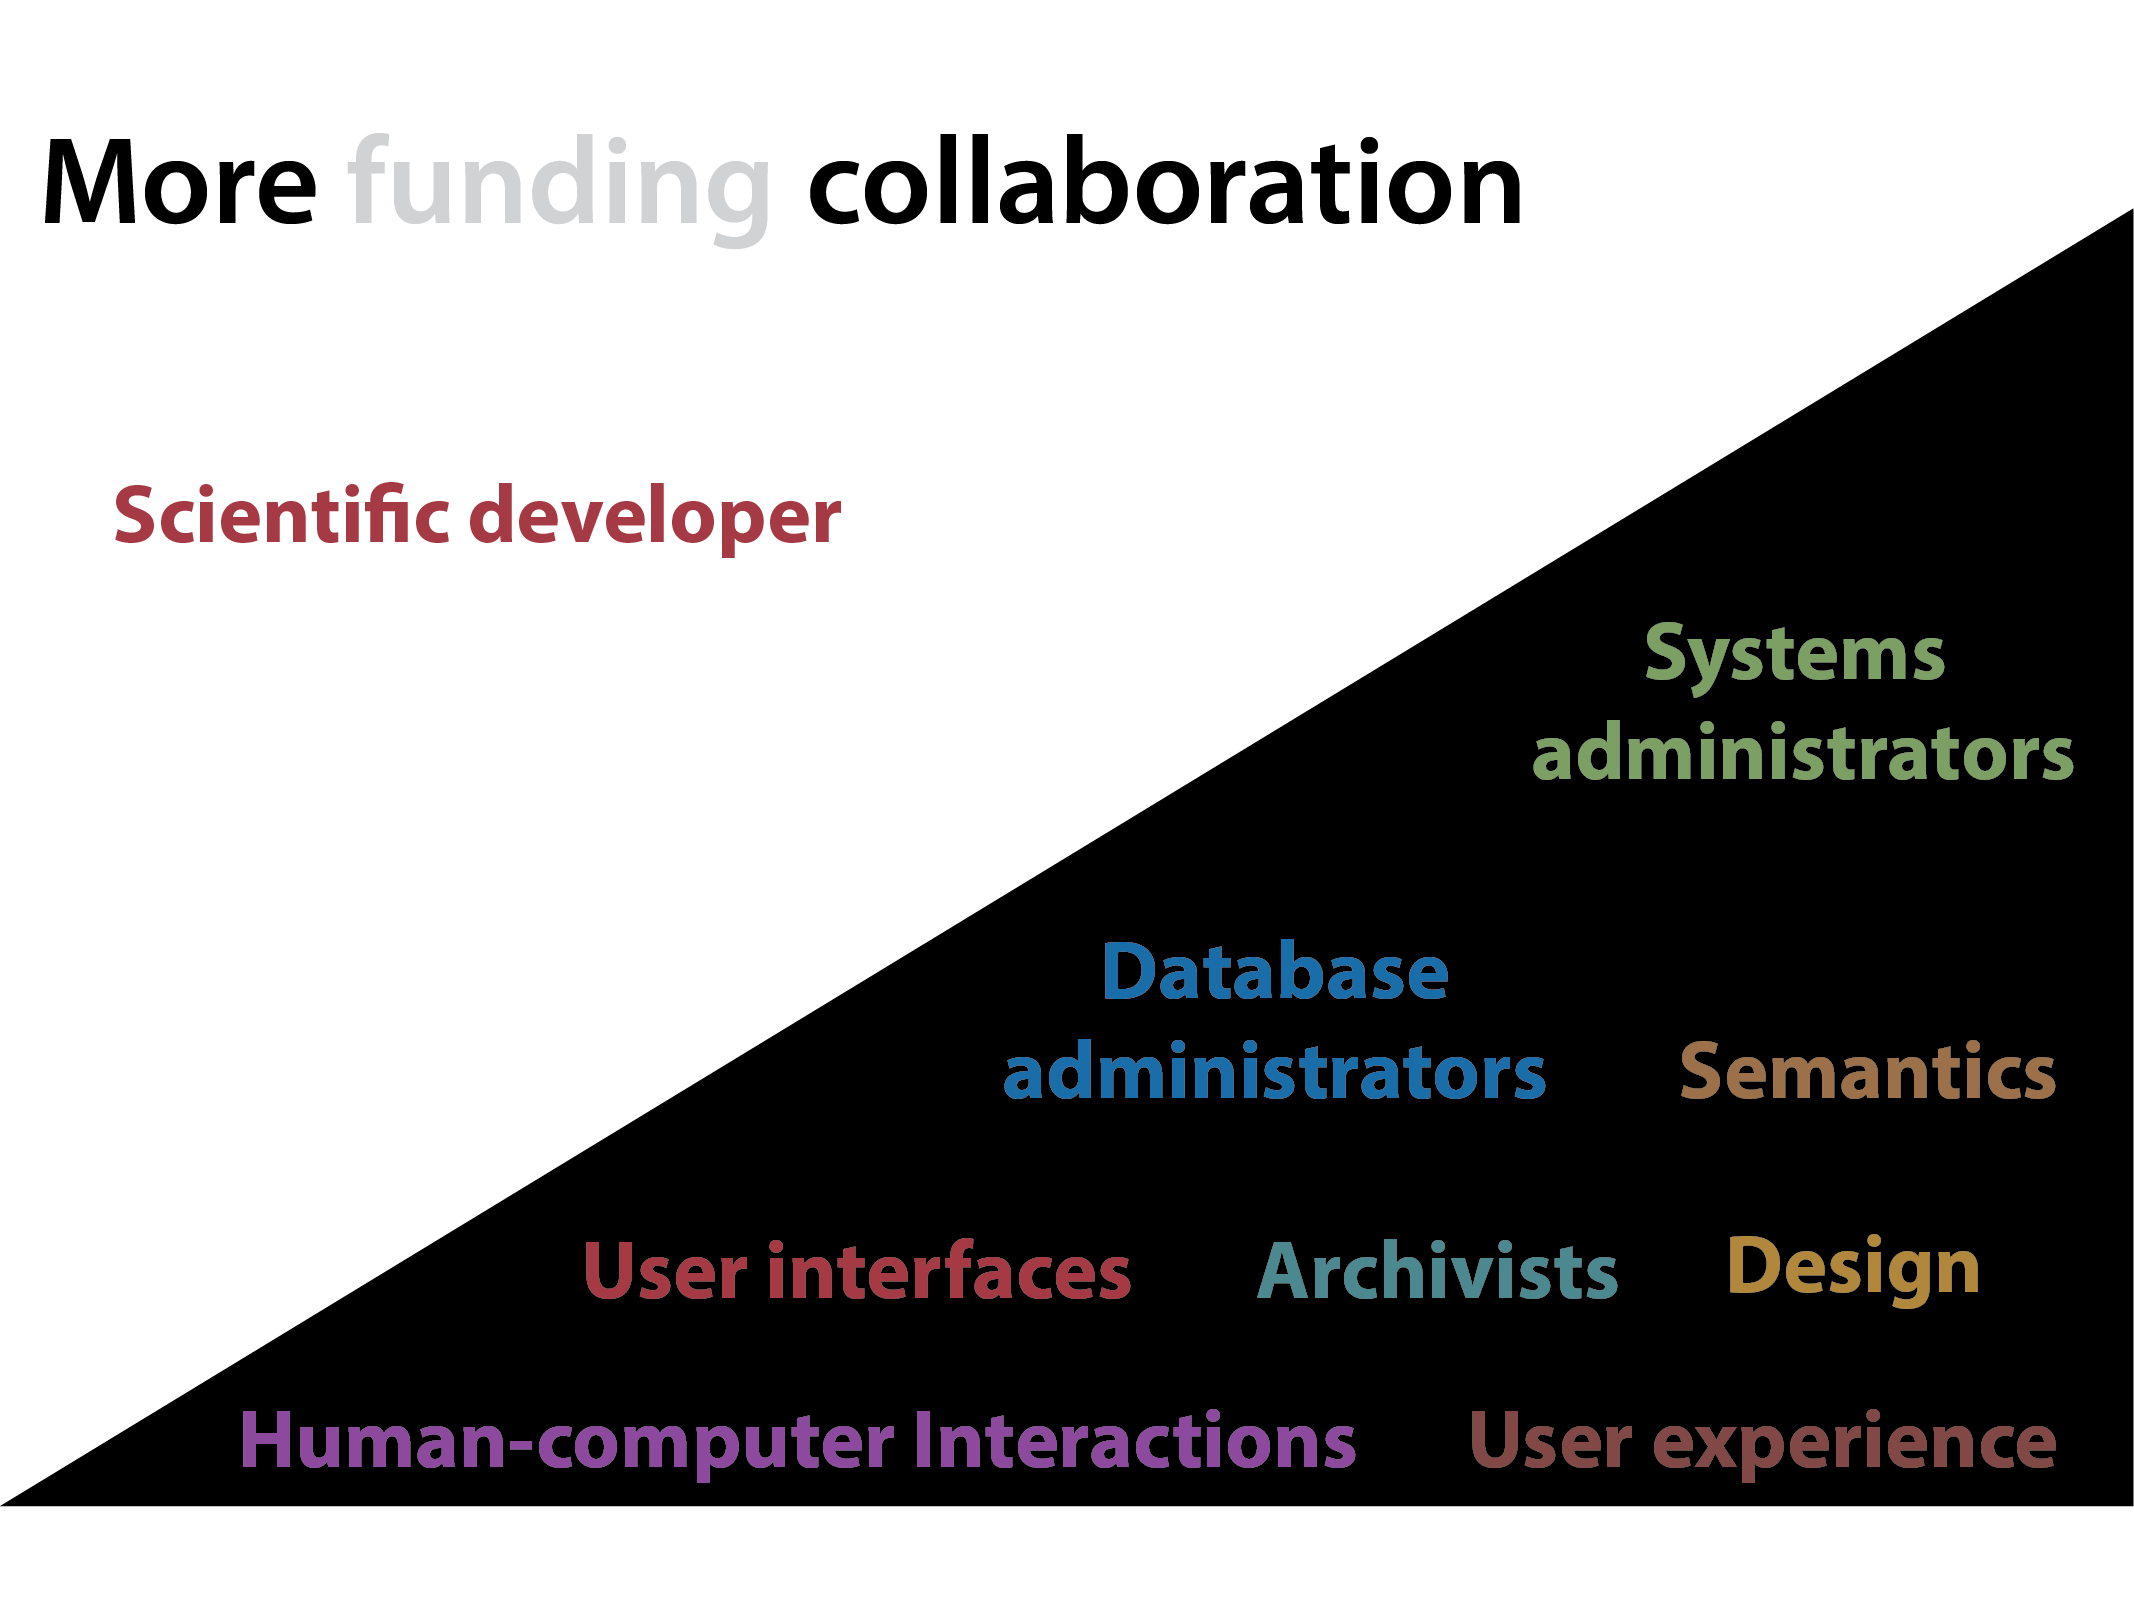 More funding collaboration
Scientific developer
Systems
administrators
Database
administrators
Semantics
User interfaces
Archivists
Design
Human-computer Interactions
User experience